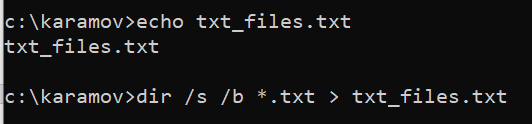 c:\karamov>echo txt_files.txt
txt_files.txt
c:\karamov>dir /s /b *.txt > txt_files.txt